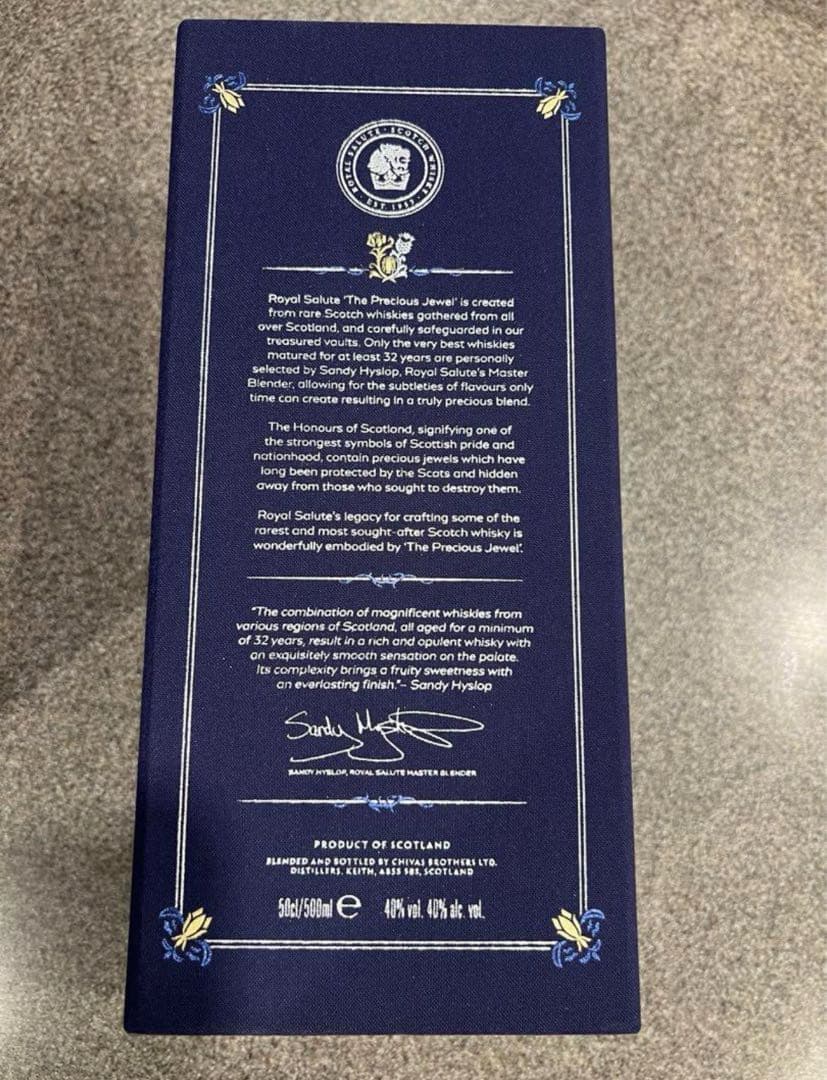 ROYAL SALUTE · SCOTCH WHISKY
· EST. 1953 ·
Royal Salute 'The Precious Jewel' is created
from rare Scotch whiskies gathered from all
over Scotland, and carefully safeguarded in our
treasured vaults. Only the very best whiskies
matured for at least 32 years are personally
selected by Sandy Hyslop, Royal Salute's Master
Blender, allowing for the subtleties of flavours only
time can create resulting in a truly precious blend.
The Honours of Scotland, signifying one of
the strongest symbols of Scottish pride and
nationhood, contain precious jewels which have
long been protected by the Scots and hidden
away from those who sought to destroy them.
Royal Salute's legacy for crafting some of the
rarest and most sought-after Scotch whisky is
wonderfully embodied by 'The Precious Jewel'.
"The combination of magnificent whiskies from
various regions of Scotland, all aged for a minimum
of 32 years, result in a rich and opulent whisky with
an exquisitely smooth sensation on the palate.
Its complexity brings a fruity sweetness with
an everlasting finish."– Sandy Hyslop
Sandy Hyslop
SANDY HYSLOP, ROYAL SALUTE MASTER BLENDER
PRODUCT OF SCOTLAND
BLENDED AND BOTTLED BY CHIVAS BROTHERS LTD.
DISTILLERS, KEITH, AB55 5BS, SCOTLAND
50cl/500ml e 40% vol. 40% alc. vol.